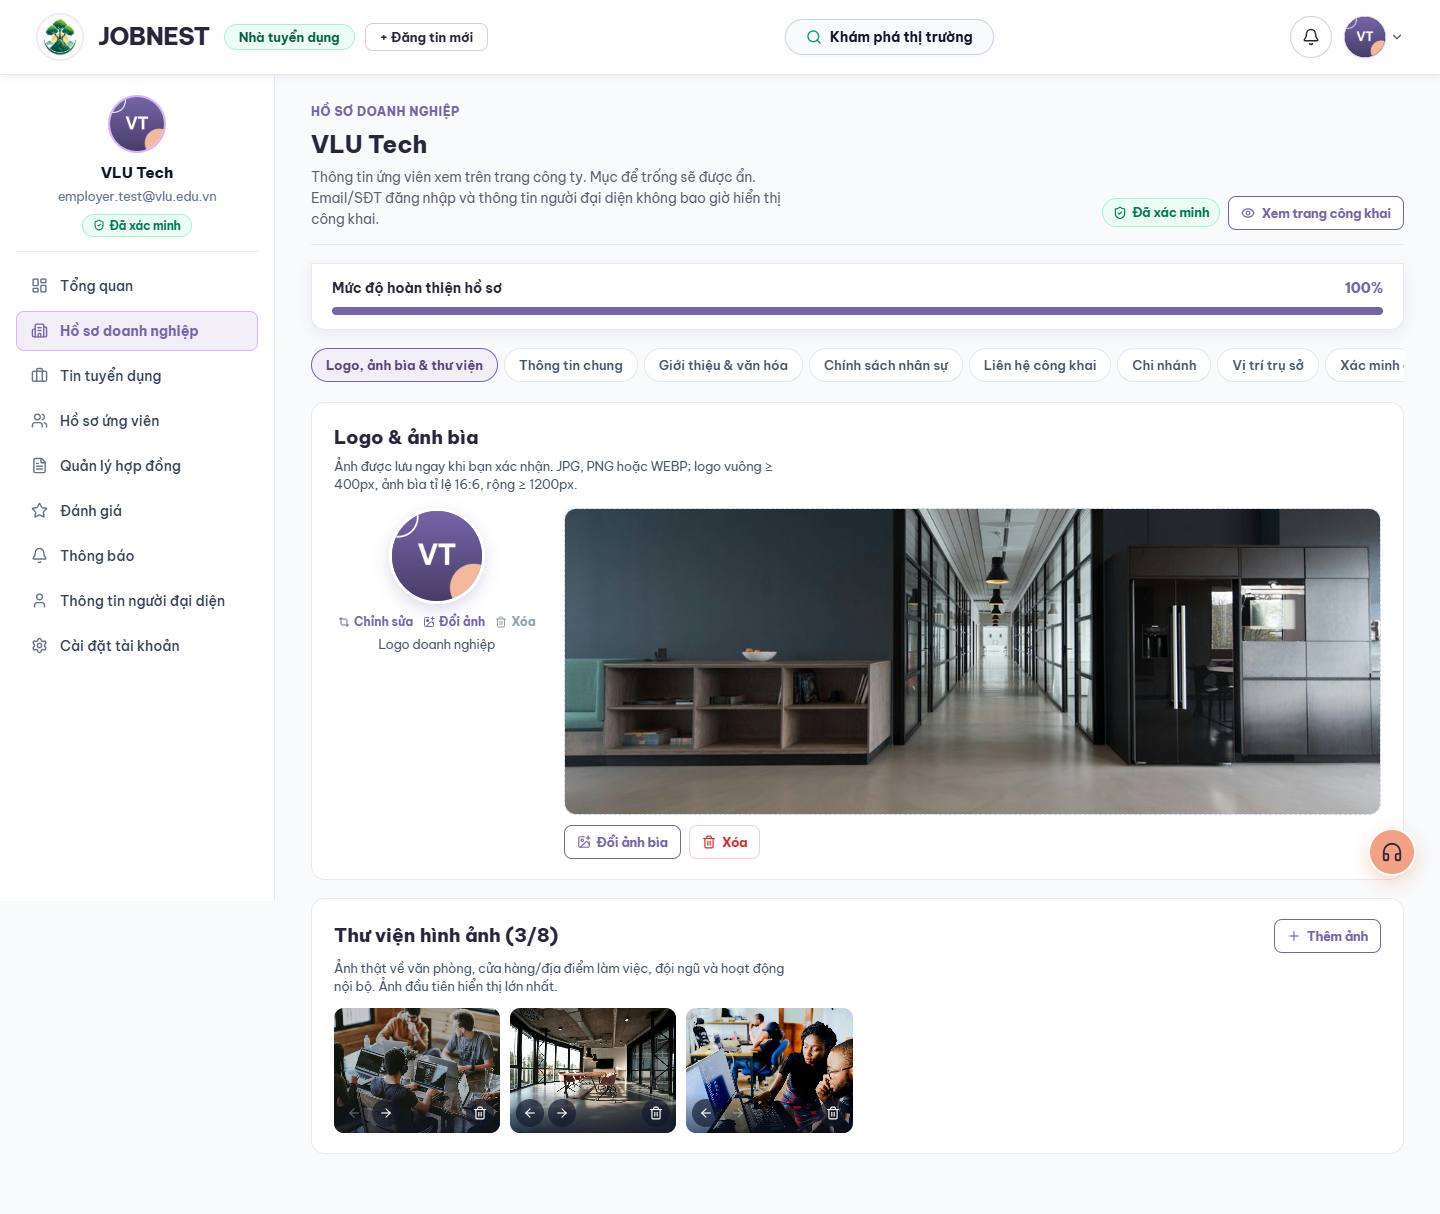 JOBNEST
Nhà tuyển dụng
+ Đăng tin mới
Khám phá thị trường
VT
VT
VLU Tech
employer.test@vlu.edu.vn
Đã xác minh
Tổng quan
Hồ sơ doanh nghiệp
Tin tuyển dụng
Hồ sơ ứng viên
Quản lý hợp đồng
Đánh giá
Thông báo
Thông tin người đại diện
Cài đặt tài khoản
HỒ SƠ DOANH NGHIỆP
VLU Tech
Thông tin ứng viên xem trên trang công ty. Mục để trống sẽ được ẩn.
Email/SĐT đăng nhập và thông tin người đại diện không bao giờ hiển thị
công khai.
Đã xác minh
Xem trang công khai
Mức độ hoàn thiện hồ sơ
100%
Logo, ảnh bìa & thư viện
Thông tin chung
Giới thiệu & văn hóa
Chính sách nhân sự
Liên hệ công khai
Chi nhánh
Vị trí trụ sở
Xác minh
Logo & ảnh bìa
Ảnh được lưu ngay khi bạn xác nhận. JPG, PNG hoặc WEBP; logo vuông ≥
400px, ảnh bìa tỉ lệ 16:6, rộng ≥ 1200px.
VT
Chỉnh sửa
Đổi ảnh
Xóa
Logo doanh nghiệp
Đổi ảnh bìa
Xóa
Thư viện hình ảnh (3/8)
Thêm ảnh
Ảnh thật về văn phòng, cửa hàng/địa điểm làm việc, đội ngũ và hoạt động
nội bộ. Ảnh đầu tiên hiển thị lớn nhất.